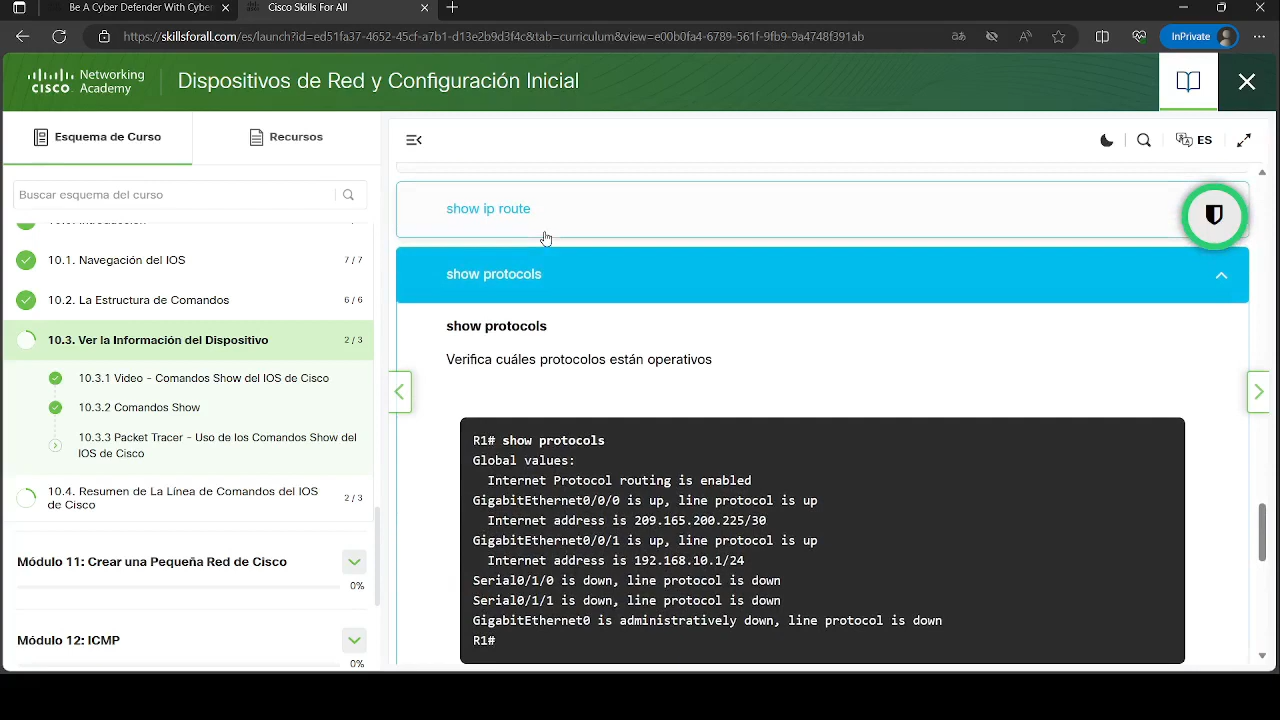 Be A Cyber Defender With Cyber
Cisco Skills For All
https://skillsforall.com/es/launch?id=ed51fa37-4652-45cf-a7b1-d13e2b9d3f4c&tab=curriculum&view=e00b0fa4-6789-561f-9fb9-9a4748f391ab
InPrivate
CISCO
Networking
Academy
Dispositivos de Red y Configuración Inicial
Esquema de Curso
Recursos
ES
Buscar esquema del curso
10.1. Navegación del IOS 7 / 7
10.2. La Estructura de Comandos 6 / 6
10.3. Ver la Información del Dispositivo 2 / 3
10.3.1 Video - Comandos Show del IOS de Cisco
10.3.2 Comandos Show
10.3.3 Packet Tracer - Uso de los Comandos Show del
IOS de Cisco
10.4. Resumen de La Línea de Comandos del IOS
de Cisco
2 / 3
Módulo 11: Crear una Pequeña Red de Cisco
0%
Módulo 12: ICMP
0%
show ip route
show protocols
show protocols
Verifica cuáles protocolos están operativos
R1# show protocols
Global values:
Internet Protocol routing is enabled
GigabitEthernet0/0/0 is up, line protocol is up
Internet address is 209.165.200.225/30
GigabitEthernet0/0/1 is up, line protocol is up
Internet address is 192.168.10.1/24
Serial0/1/0 is down, line protocol is down
Serial0/1/1 is down, line protocol is down
GigabitEthernet0 is administratively down, line protocol is down
R1#